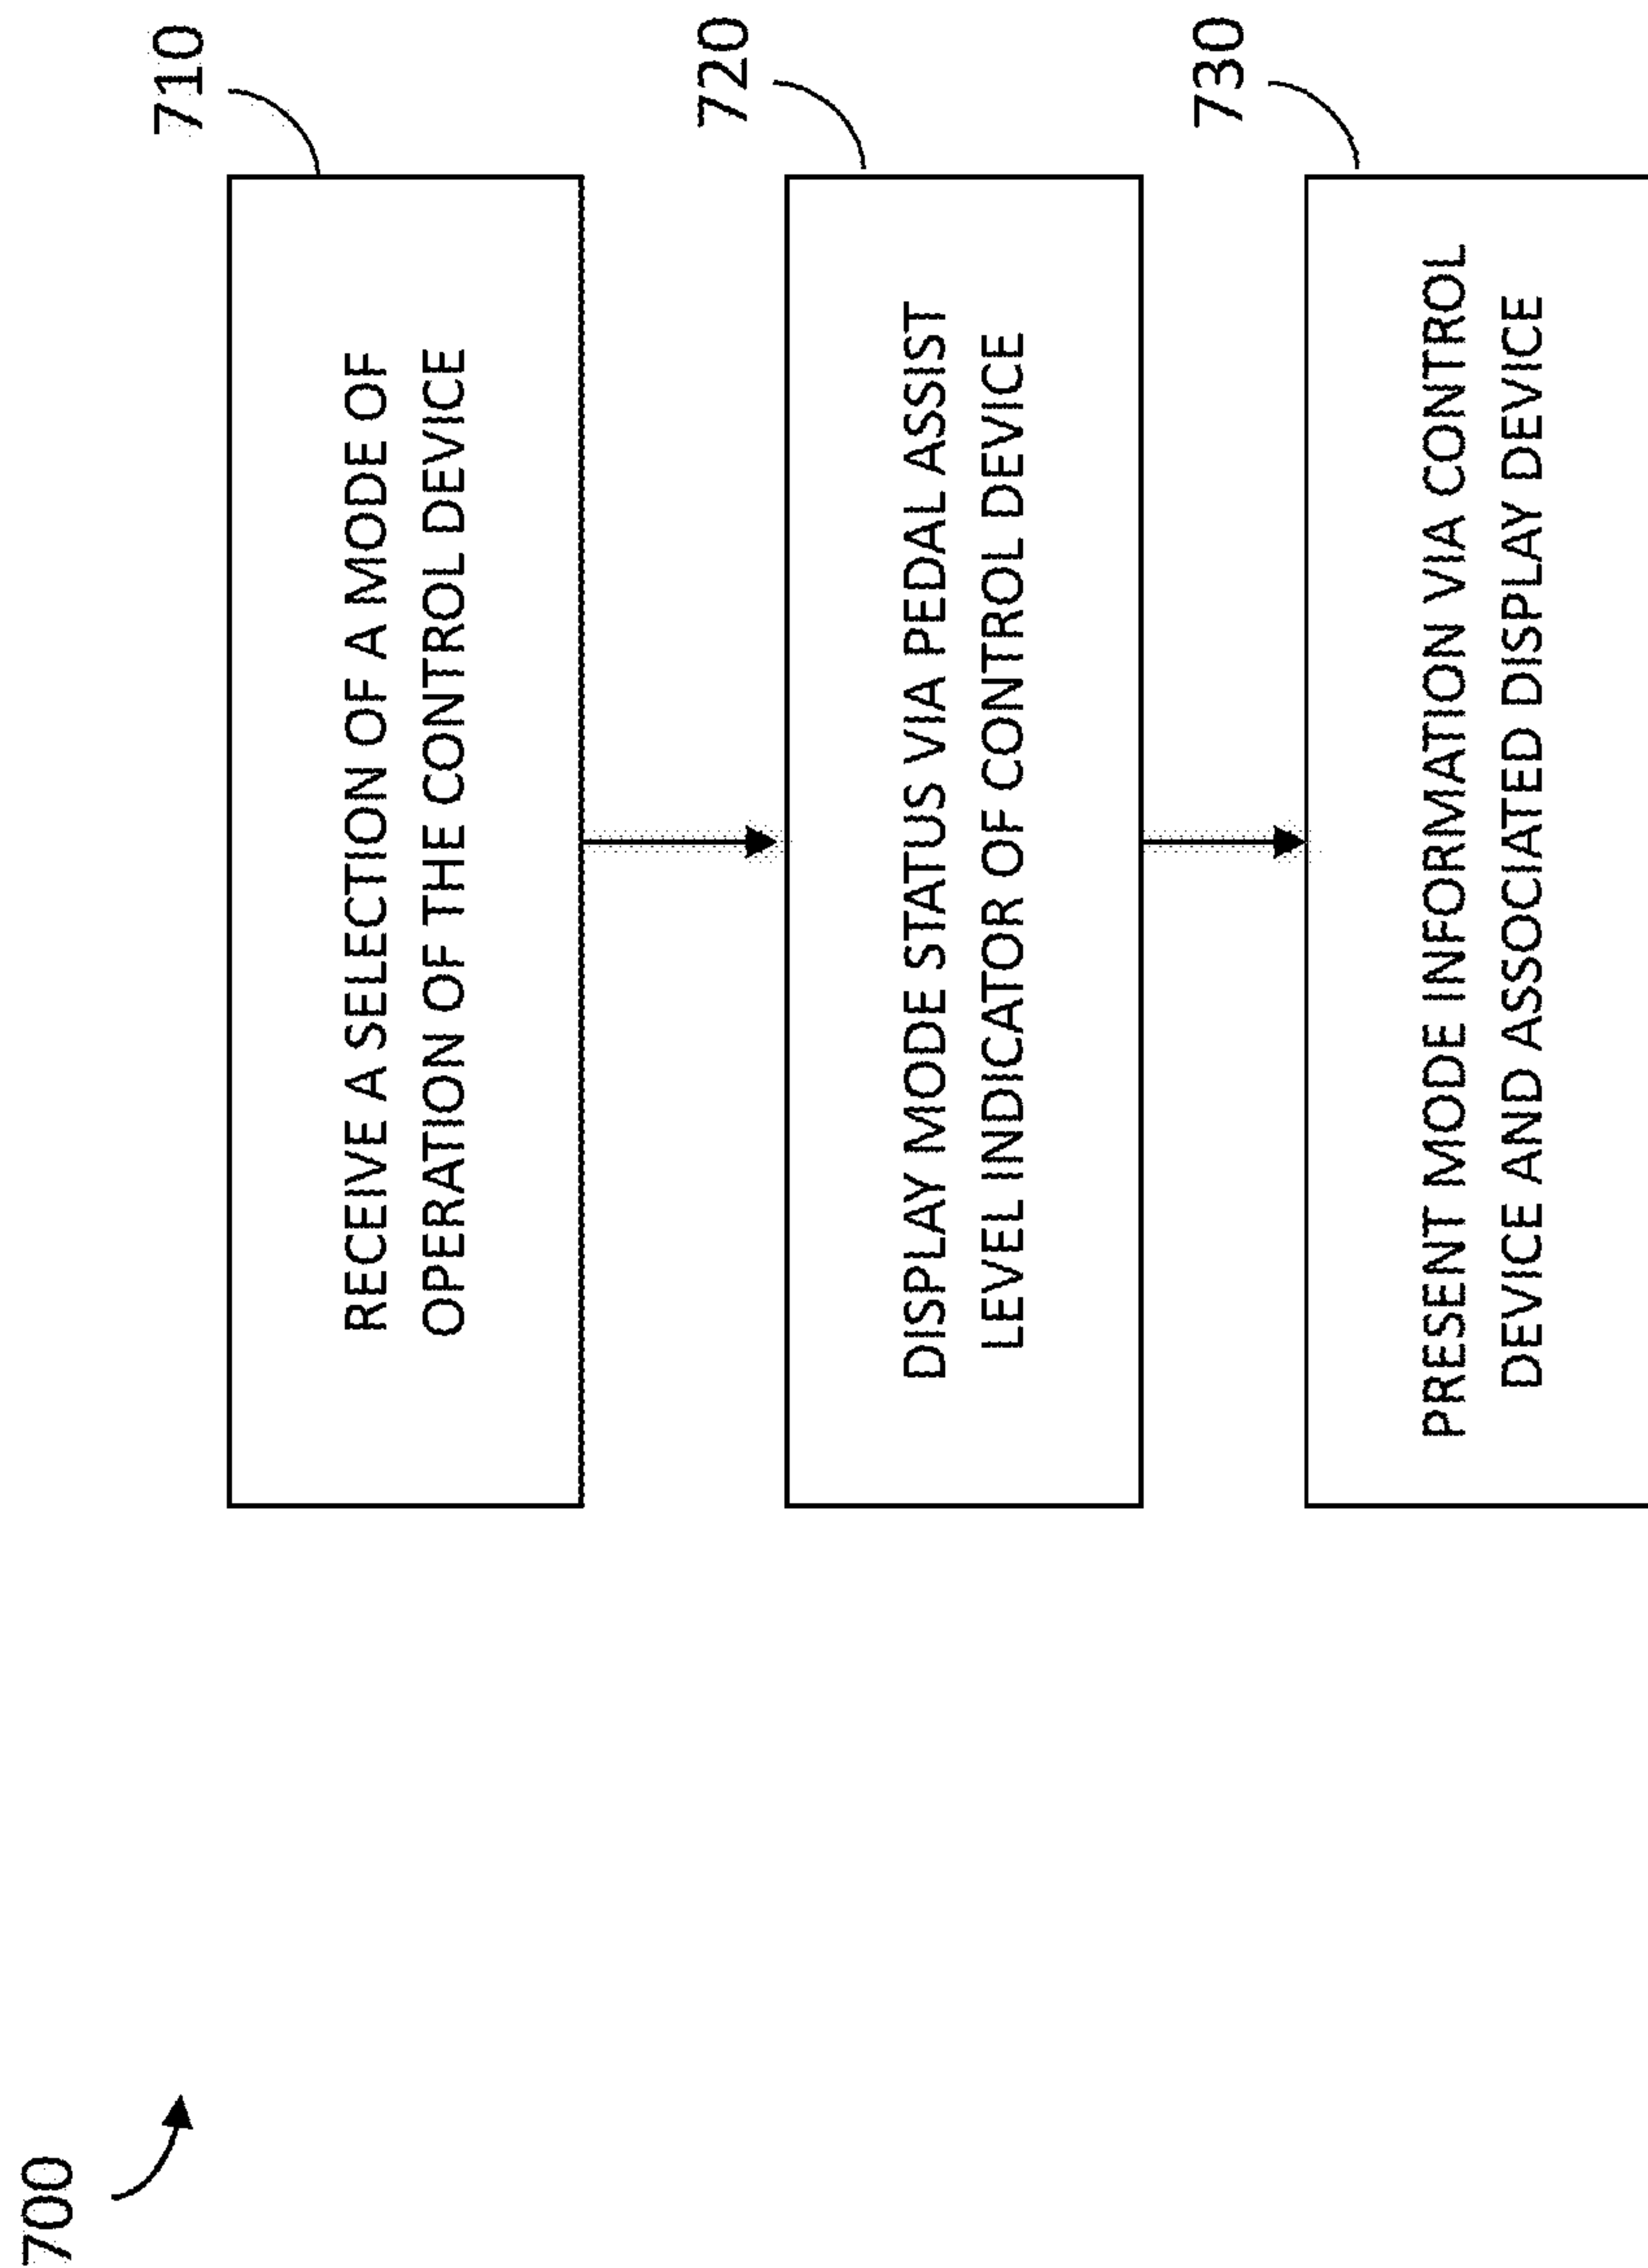 700
710
RECEIVE A SELECTION OF A MODE OF
OPERATION OF THE CONTROL DEVICE
720
DISPLAY MODE STATUS VIA PEDAL ASSIST
LEVEL INDICATOR OF CONTROL DEVICE
730
PRESENT MODE INFORMATION VIA CONTROL
DEVICE AND ASSOCIATED DISPLAY DEVICE